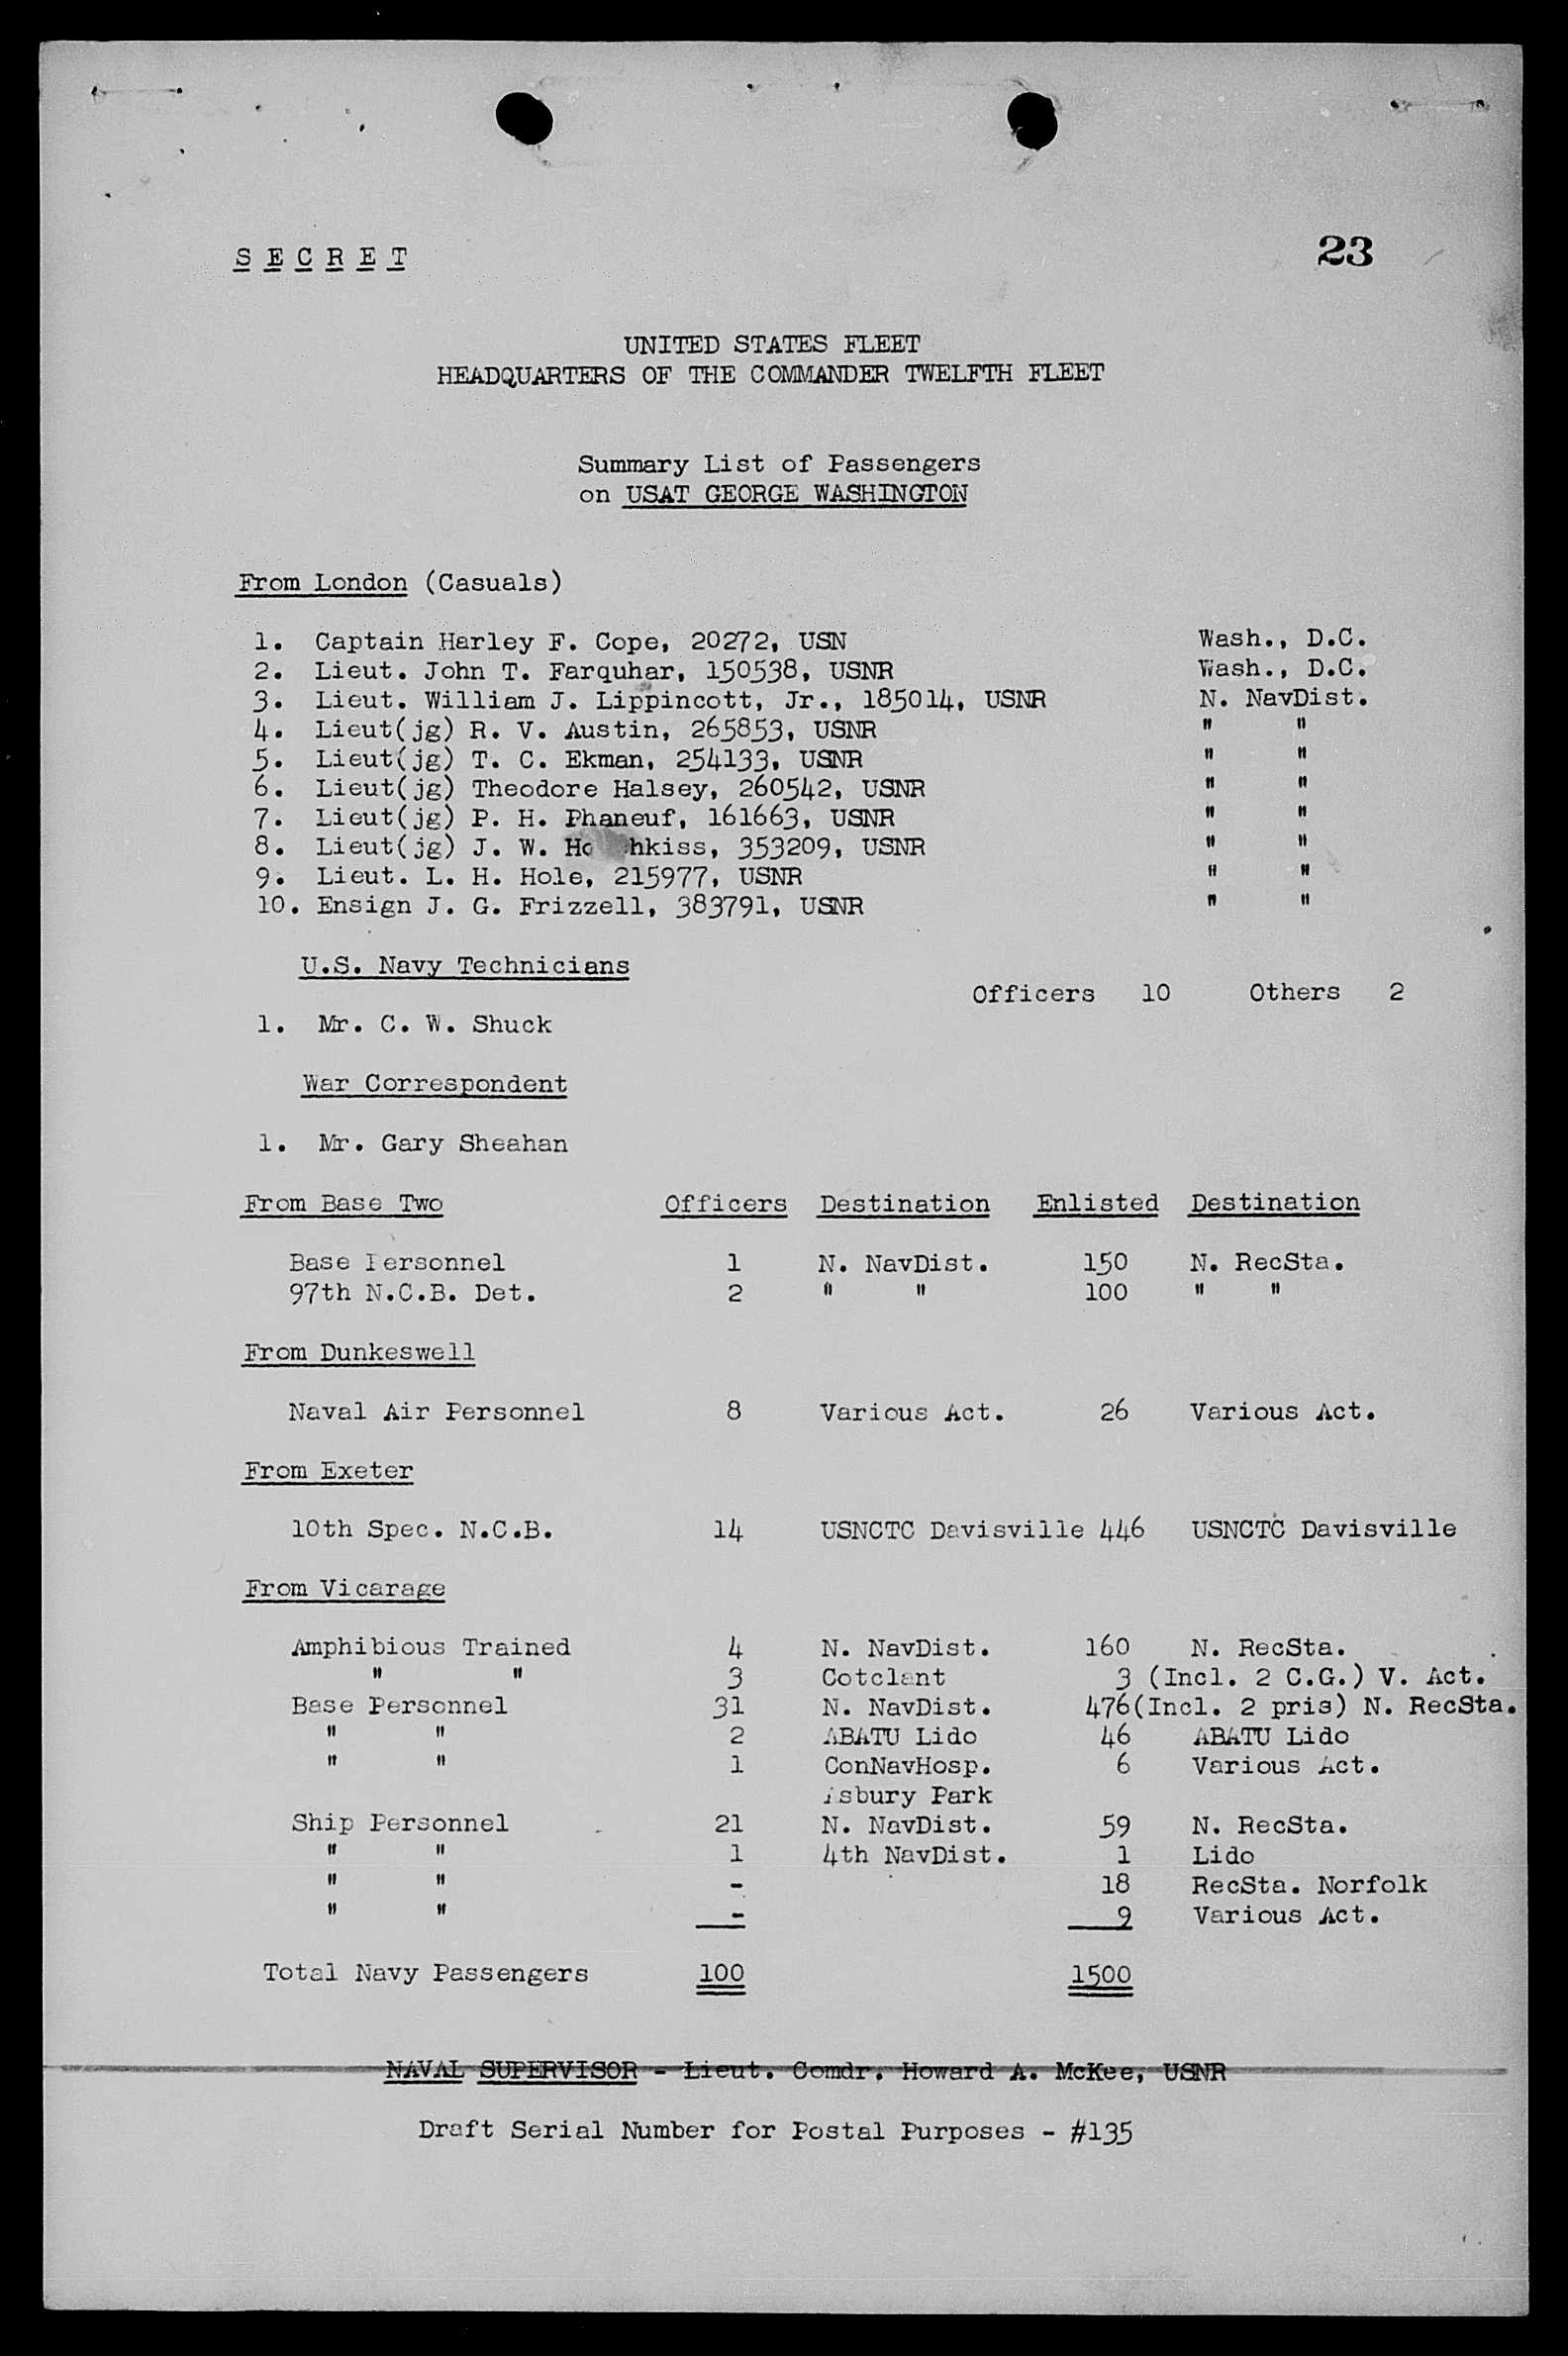 S E C R E T
23
UNITED STATES FLEET
HEADQUARTERS OF THE COMMANDER TWELFTH FLEET
Summary List of Passengers
on USAT GEORGE WASHINGTON
From London (Casuals)
1. Captain Harley F. Cope, 20272, USN Wash., D.C.
2. Lieut. John T. Farquhar, 150538, USNR Wash., D.C.
3. Lieut. William J. Lippincott, Jr., 185014, USNR N. NavDist.
4. Lieut(jg) R. V. Austin, 265853, USNR " "
5. Lieut(jg) T. C. Ekman, 254133, USNR " "
6. Lieut(jg) Theodore Halsey, 260542, USNR " "
7. Lieut(jg) P. H. Phaneuf, 161663, USNR " "
8. Lieut(jg) J. W. 353209, USNR " "
9. Lieut. L. H. Hole, 215977, USNR " "
10. Ensign J. G. Frizzell, 383791, USNR " "
U.S. Navy Technicians
Officers 10 Others 2
1. Mr. C. W. Shuck
War Correspondent
1. Mr. Gary Sheahan
From Base Two Officers Destination Enlisted Destination
Base Personnel 1 N. NavDist. 150 N. RecSta.
97th N.C.B. Det. 2 " " 100 " "
From Dunkeswell
Naval Air Personnel 8 Various Act. 26 Various Act.
From Exeter
10th Spec. N.C.B. 14 USNCTC Davisville 446 USNCTC Davisville
From Vicarage
Amphibious Trained 4 N. NavDist. 160 N. RecSta.
" " 3 Cotclant 3 (Incl. 2 C.G.) V. Act.
Base Personnel 31 N. NavDist. 476(Incl. 2 pris) N. RecSta.
" " 2 ABATU Lido 46 ABATU Lido
" " 1 ConNavHosp. 6 Various Act.
Asbury Park
Ship Personnel 21 N. NavDist. 59 N. RecSta.
" " 1 4th NavDist. 1 Lido
" " - 18 RecSta. Norfolk
" " - 9 Various Act.
Total Navy Passengers 100 1500
NAVAL SUPERVISOR - Lieut. Comdr. Howard A. McKee, USNR
Draft Serial Number for Postal Purposes - #135